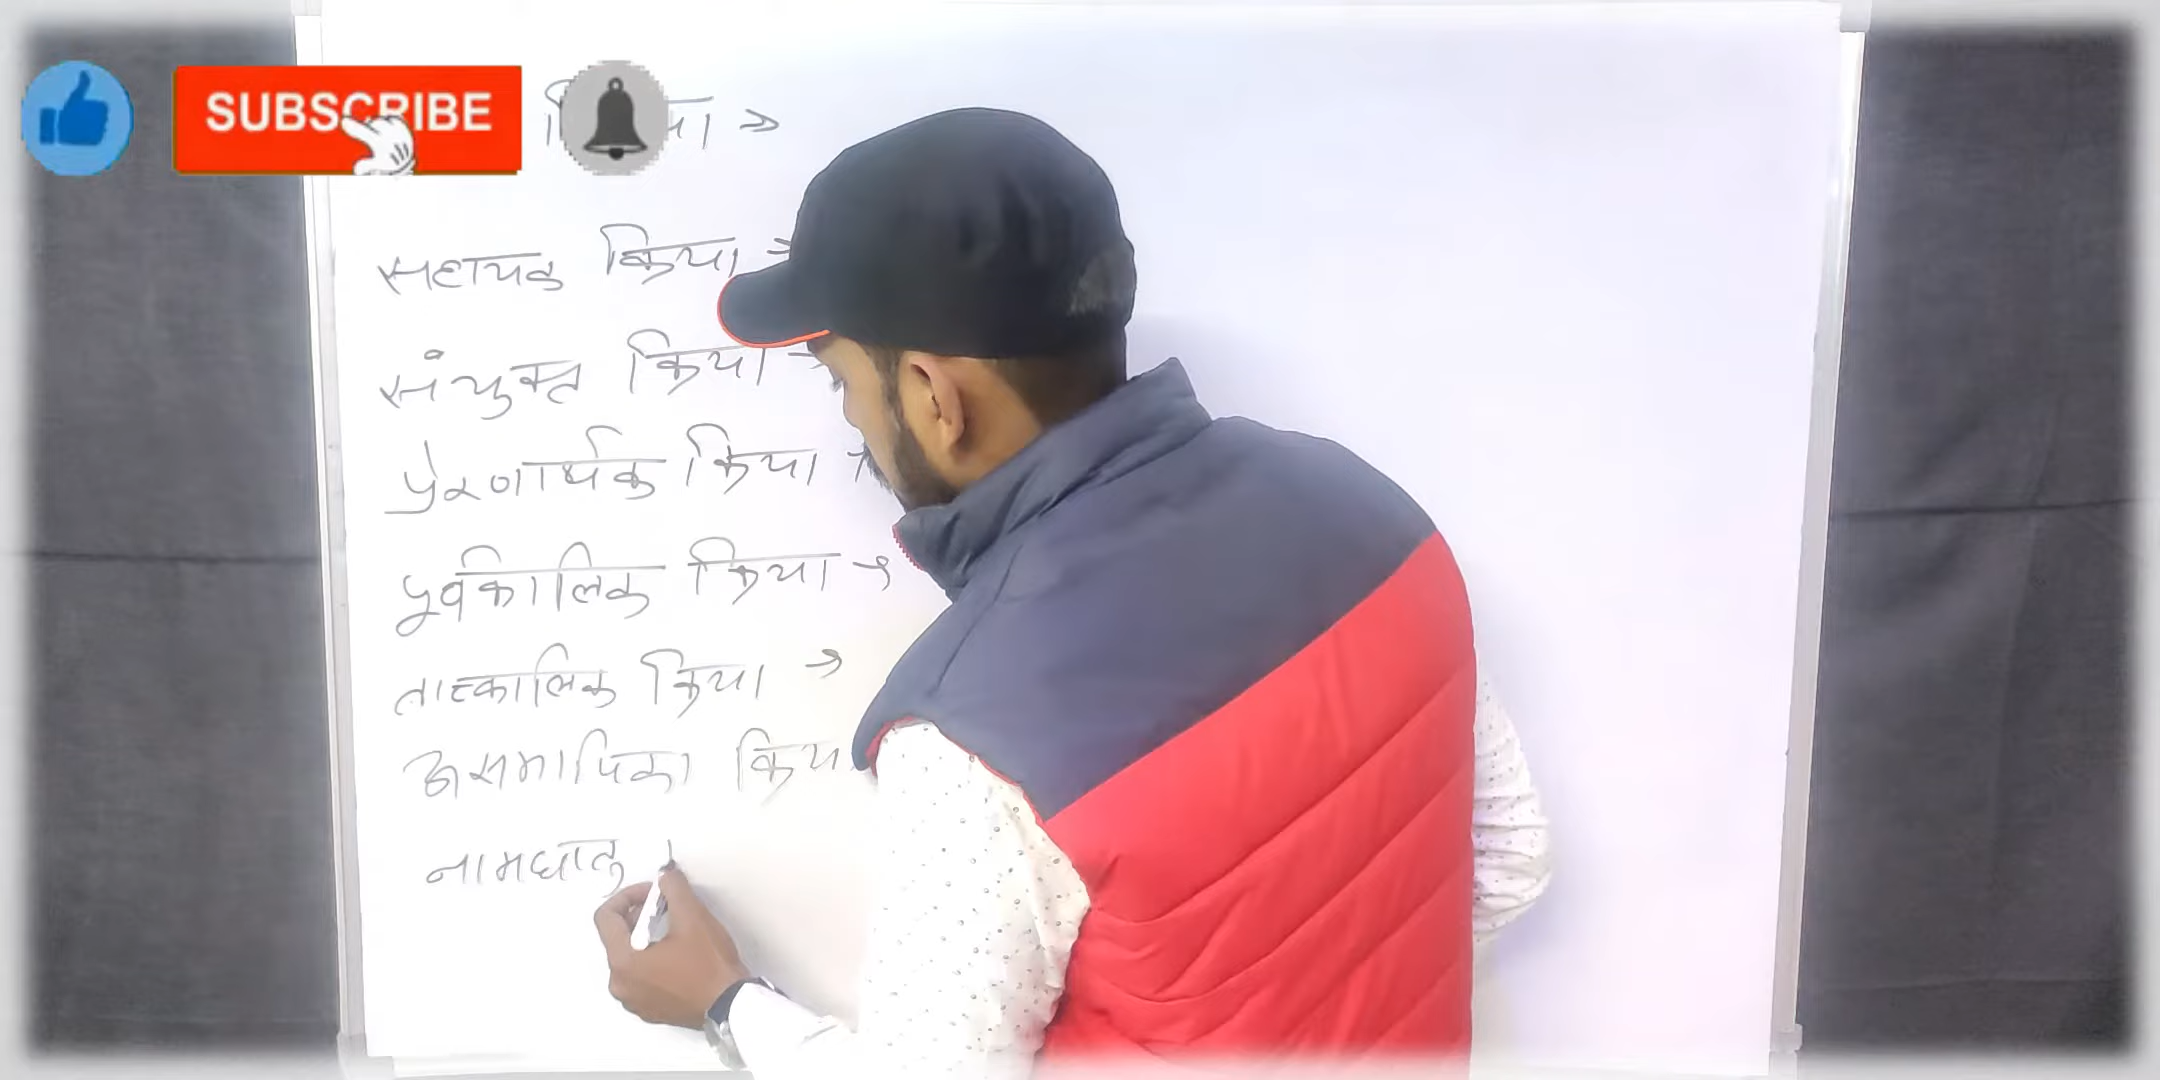 SUBSCRIBE
सहायक क्रिया →
संयुक्त क्रिया →
प्रेरणार्थक क्रिया →
पूर्वकालिक क्रिया →
तात्कालिक क्रिया →
असमापिका क्रिया
नामधातु